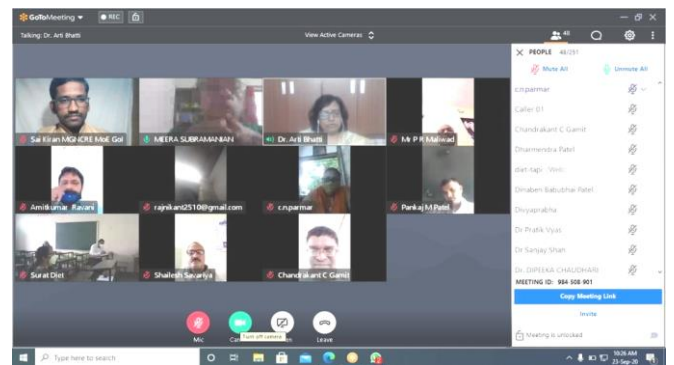 GoToMeeting
REC
Talking: Dr. Arti Bhatti
View Active Cameras
48
PEOPLE 48/251
Mute All
Unmute All
c.n.parmar
Caller 01
Chandrakant C Gamit
Dharmendra Patel
diet-tapi
Dinaben Babubhai Patel
Divyaprabha
Dr Pratik Vyas
Dr Sanjay Shah
Dr. DIPEEKA CHAUDHARI
MEETING ID: 984-508-901
Copy Meeting Link
Invite
Meeting is unlocked
Sai Kiran MGNCRE MoE GoI
MEERA SUBRAMANIAN
Dr. Arti Bhatti
Mr P R Maliwad
Amitkumar Ravani
rajnikant2510@gmail.com
c.n.parmar
Pankaj M Patel
Surat Diet
Shailesh Savariya
Chandrakant C Gamit
Mic
Turn off camera
Leave
Type here to search
10:26 AM
23-Sep-20